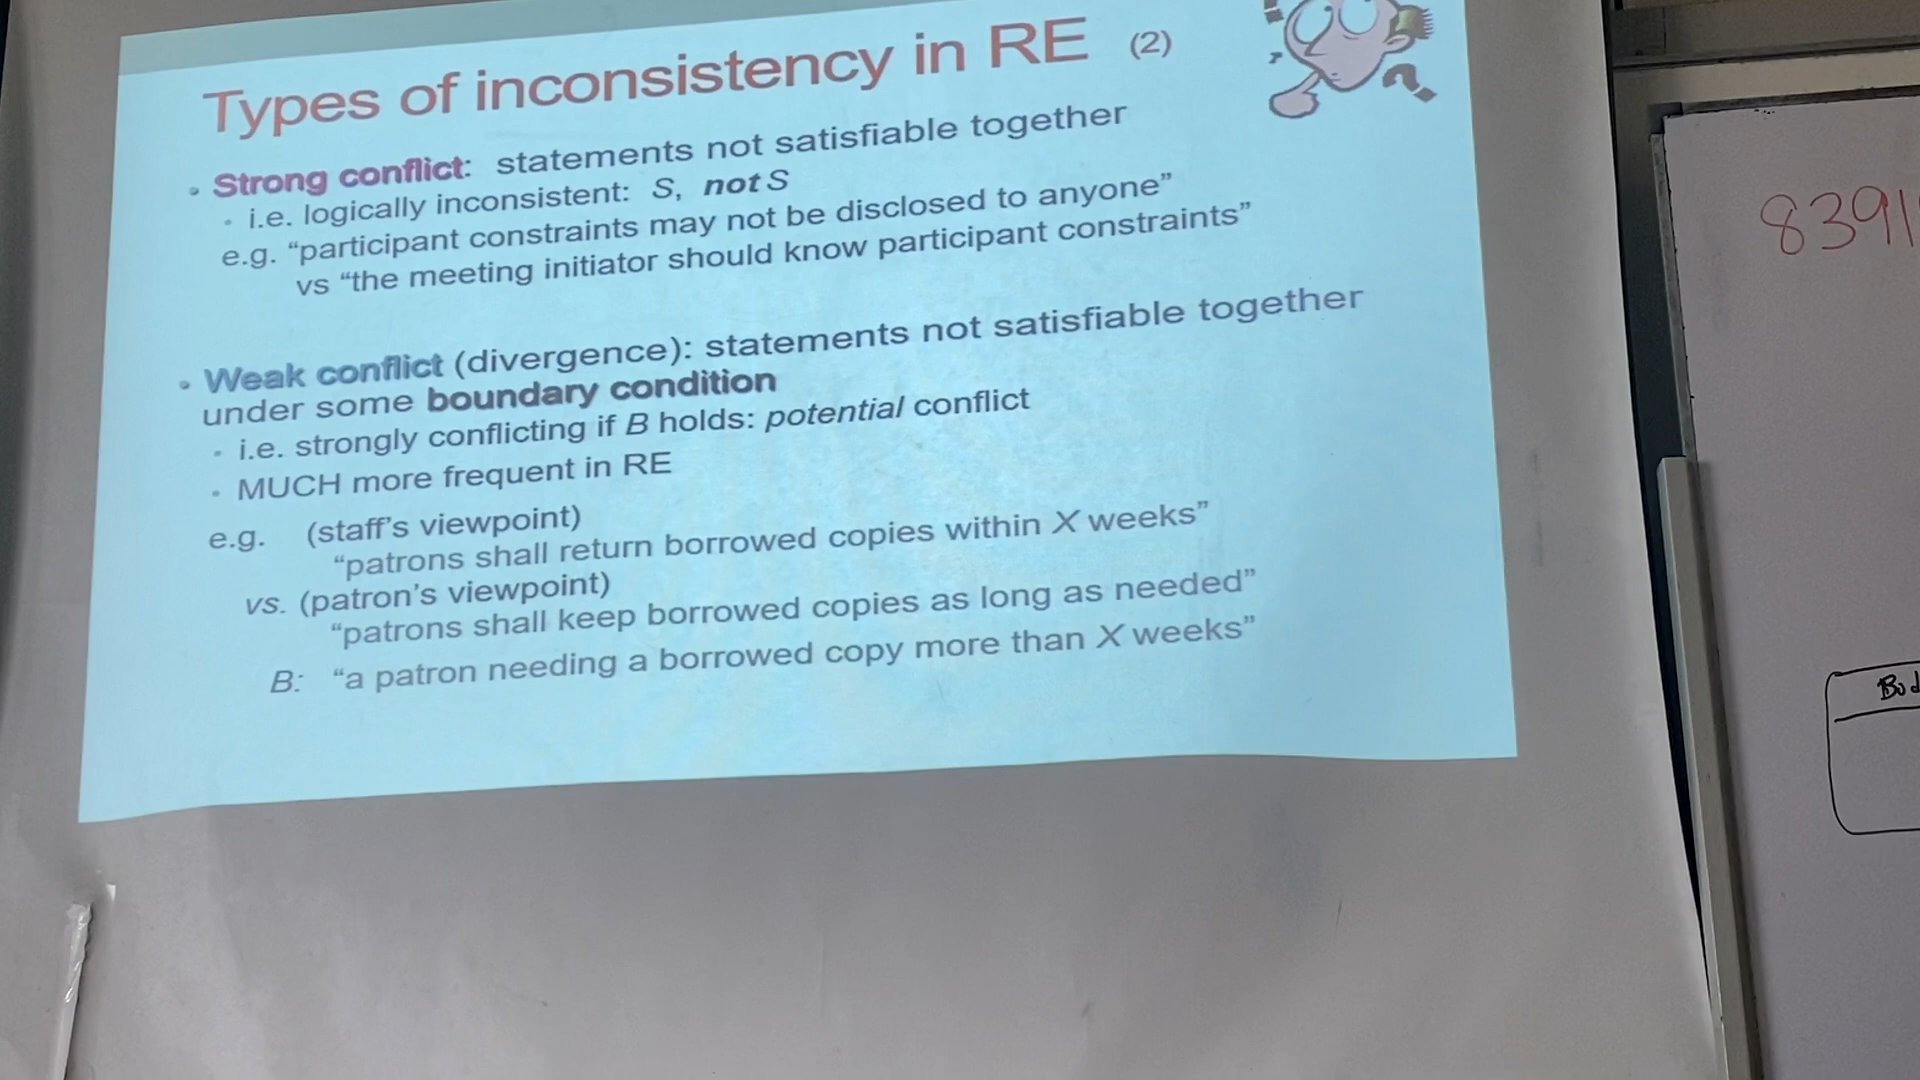 Types of inconsistency in RE (2)
• Strong conflict: statements not satisfiable together
• i.e. logically inconsistent: S, not S
e.g. “participant constraints may not be disclosed to anyone”
vs “the meeting initiator should know participant constraints”
• Weak conflict (divergence): statements not satisfiable together
under some boundary condition
• i.e. strongly conflicting if B holds: potential conflict
• MUCH more frequent in RE
e.g. (staff’s viewpoint)
“patrons shall return borrowed copies within X weeks”
vs. (patron’s viewpoint)
“patrons shall keep borrowed copies as long as needed”
B: “a patron needing a borrowed copy more than X weeks”
8391